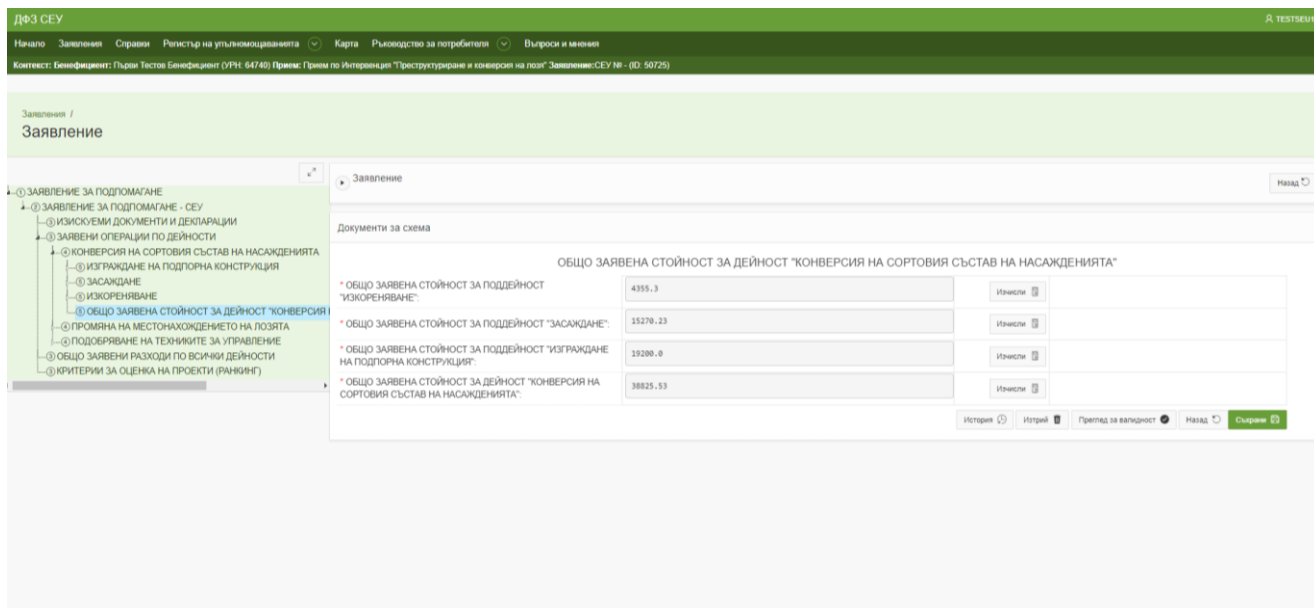 ДФЗ СЕУ
TESTSEU1
Начало Заявления Справки Регистър на упълномощаванията Карта Ръководство за потребителя Въпроси и мнения
Контекст: Бенефициент: Първи Тестов Бенефициент (УРН: 64740) Прием: Прием по Интервенция "Преструктуриране и конверсия на лозя" Заявление:СЕУ № - (ID: 50725)
Заявления /
Заявление
① ЗАЯВЛЕНИЕ ЗА ПОДПОМАГАНЕ
② ЗАЯВЛЕНИЕ ЗА ПОДПОМАГАНЕ - СЕУ
③ ИЗИСКУЕМИ ДОКУМЕНТИ И ДЕКЛАРАЦИИ
③ ЗАЯВЕНИ ОПЕРАЦИИ ПО ДЕЙНОСТИ
④ КОНВЕРСИЯ НА СОРТОВИЯ СЪСТАВ НА НАСАЖДЕНИЯТА
⑤ ИЗГРАЖДАНЕ НА ПОДПОРНА КОНСТРУКЦИЯ
⑤ ЗАСАЖДАНЕ
⑤ ИЗКОРЕНЯВАНЕ
⑤ ОБЩО ЗАЯВЕНА СТОЙНОСТ ЗА ДЕЙНОСТ "КОНВЕРСИЯ
④ ПРОМЯНА НА МЕСТОНАХОЖДЕНИЕТО НА ЛОЗЯТА
④ ПОДОБРЯВАНЕ НА ТЕХНИКИТЕ ЗА УПРАВЛЕНИЕ
③ ОБЩО ЗАЯВЕНИ РАЗХОДИ ПО ВСИЧКИ ДЕЙНОСТИ
③ КРИТЕРИИ ЗА ОЦЕНКА НА ПРОЕКТИ (РАНКИНГ)
Заявление
Назад
Документи за схема
ОБЩО ЗАЯВЕНА СТОЙНОСТ ЗА ДЕЙНОСТ "КОНВЕРСИЯ НА СОРТОВИЯ СЪСТАВ НА НАСАЖДЕНИЯТА"
* ОБЩО ЗАЯВЕНА СТОЙНОСТ ЗА ПОДДЕЙНОСТ
"ИЗКОРЕНЯВАНЕ":
4355.3
Изчисли
* ОБЩО ЗАЯВЕНА СТОЙНОСТ ЗА ПОДДЕЙНОСТ "ЗАСАЖДАНЕ":
15270.23
Изчисли
* ОБЩО ЗАЯВЕНА СТОЙНОСТ ЗА ПОДДЕЙНОСТ "ИЗГРАЖДАНЕ
НА ПОДПОРНА КОНСТРУКЦИЯ":
19200.0
Изчисли
* ОБЩО ЗАЯВЕНА СТОЙНОСТ ЗА ДЕЙНОСТ "КОНВЕРСИЯ НА
СОРТОВИЯ СЪСТАВ НА НАСАЖДЕНИЯТА":
38825.53
Изчисли
История Изтрий Преглед за валидност Назад Съхрани